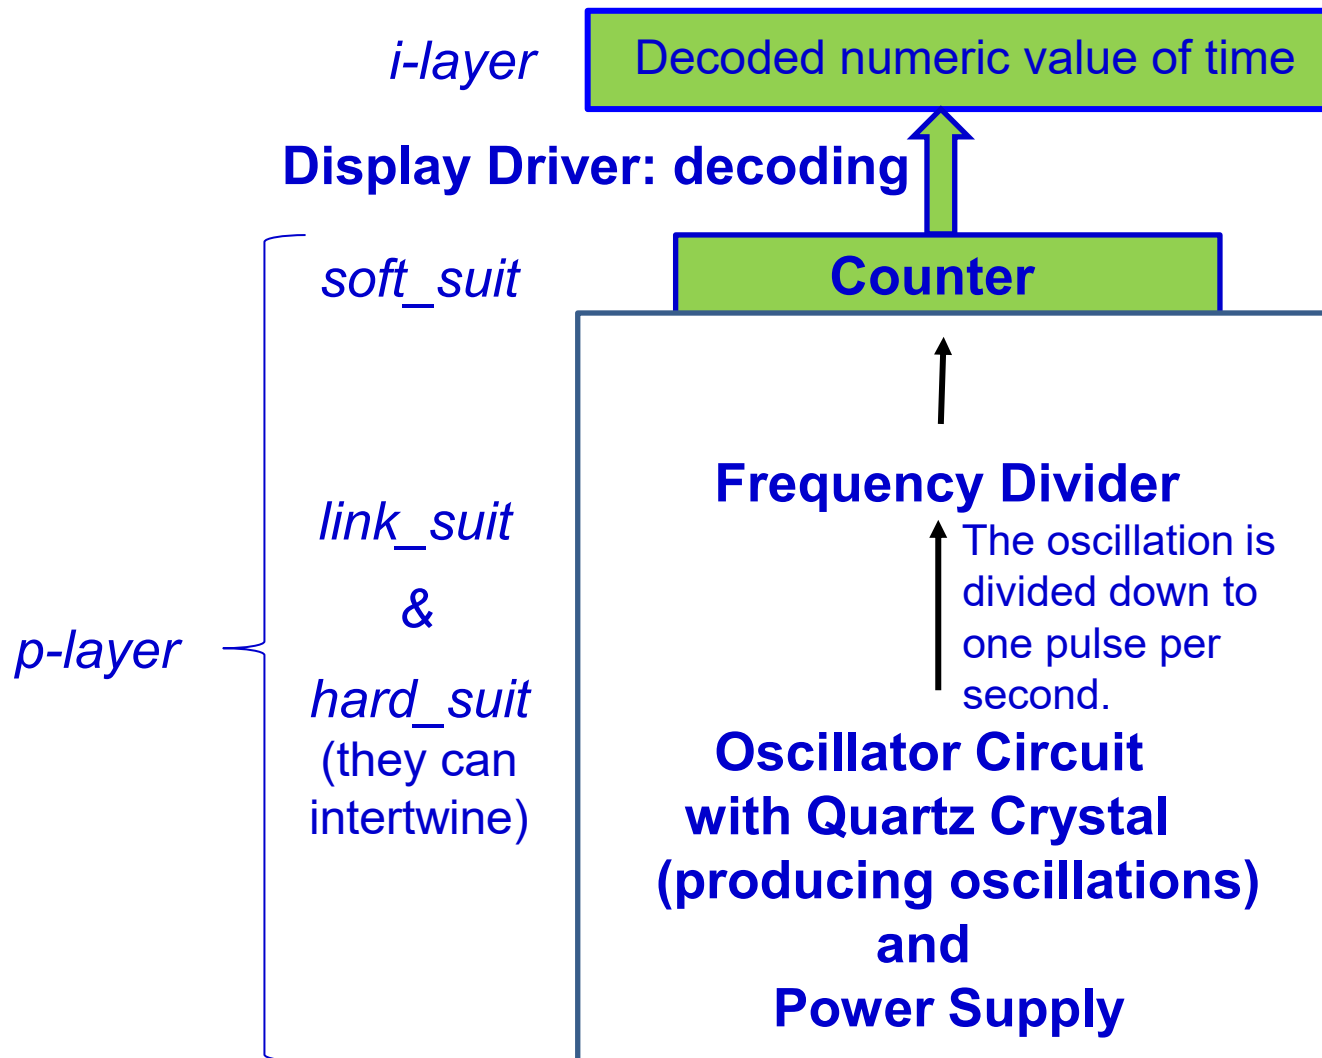 i-layer
Decoded numeric value of time
Display Driver: decoding
soft_suit
Counter
link_suit
&
hard_suit
(they can
intertwine)
p-layer
Frequency Divider
The oscillation is
divided down to
one pulse per
second.
Oscillator Circuit
with Quartz Crystal
(producing oscillations)
and
Power Supply